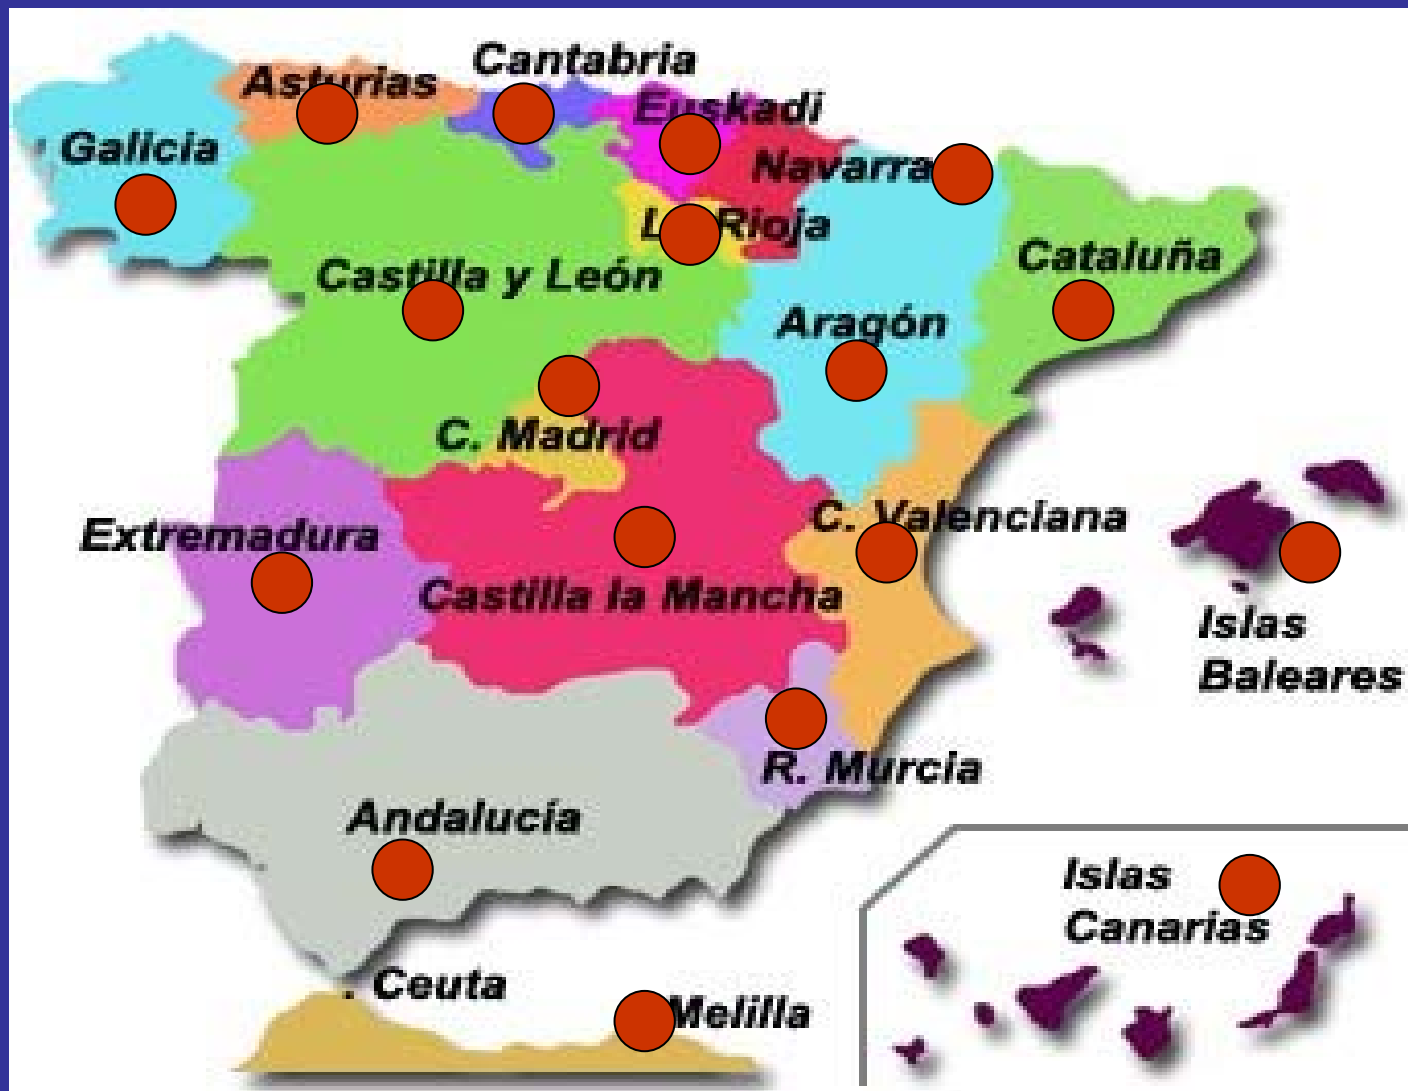 Cantabria
Asturias
Euskadi
Galicia
Navarra
La Rioja
Cataluña
Castilla y León
Aragón
C. Madrid
C. Valenciana
Extremadura
Castilla la Mancha
Islas
Baleares
R. Murcia
Andalucía
Islas
Canarias
. Ceuta
Melilla